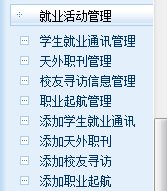 就业活动管理
学生就业通讯管理
天外职刊管理
校友寻访信息管理
职业起航管理
添加学生就业通讯
添加天外职刊
添加校友寻访
添加职业起航